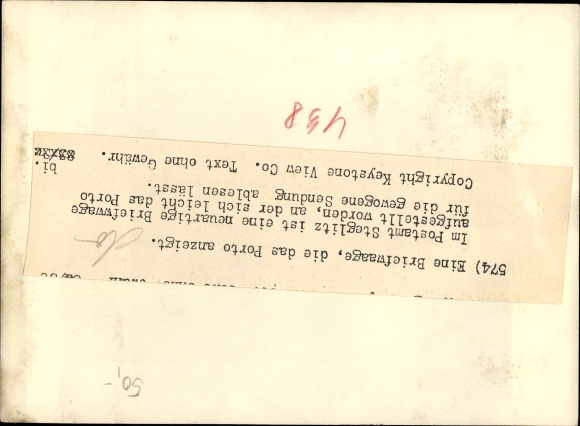 574) Eine Briefwaage, die das Porto anzeigt.
Im Postamt Steglitz ist eine neuartige Briefwaage
aufgestellt worden, an der sich leicht das Porto
für die gewogene Sendung ablesen lässt.
bi.
Copyright Keystone View Co. Text ohne Gewähr.
458
50,-